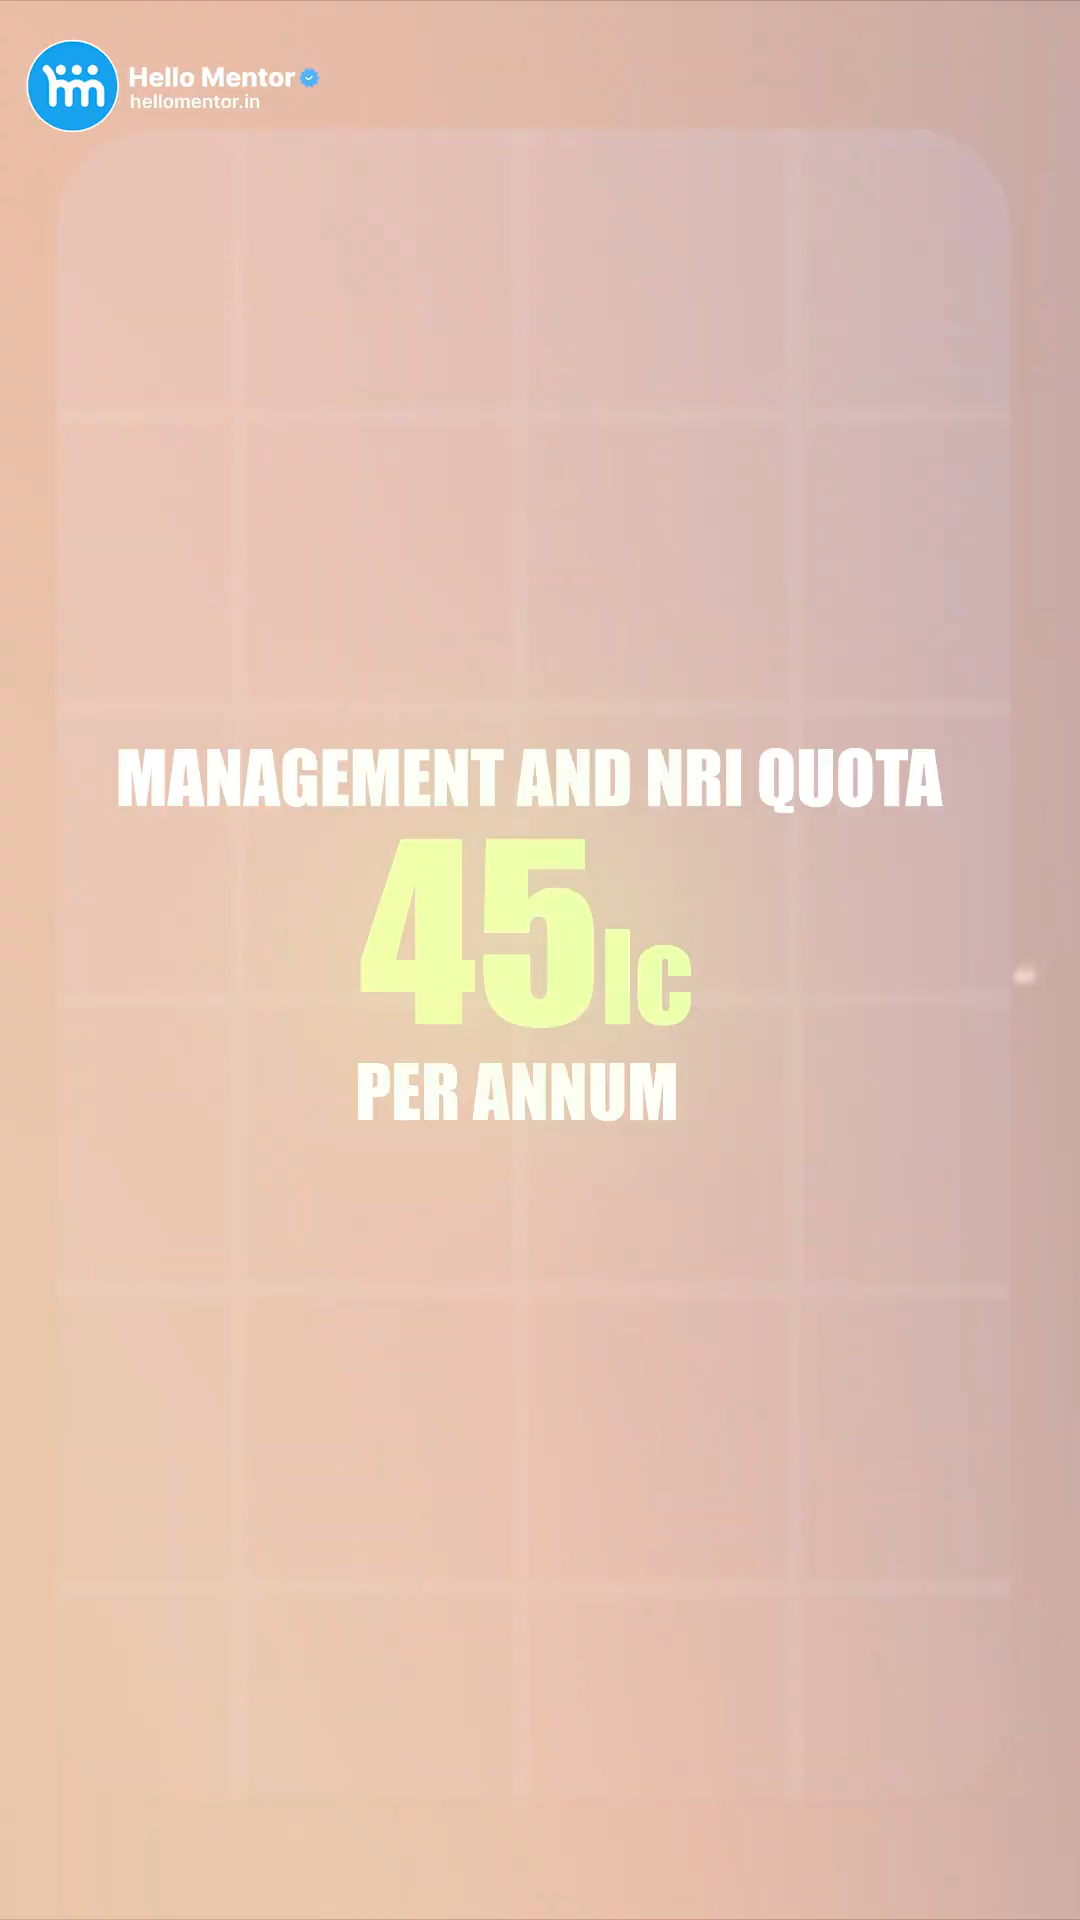 Hello Mentor
hellomentor.in
MANAGEMENT AND NRI QUOTA
45lc
PER ANNUM